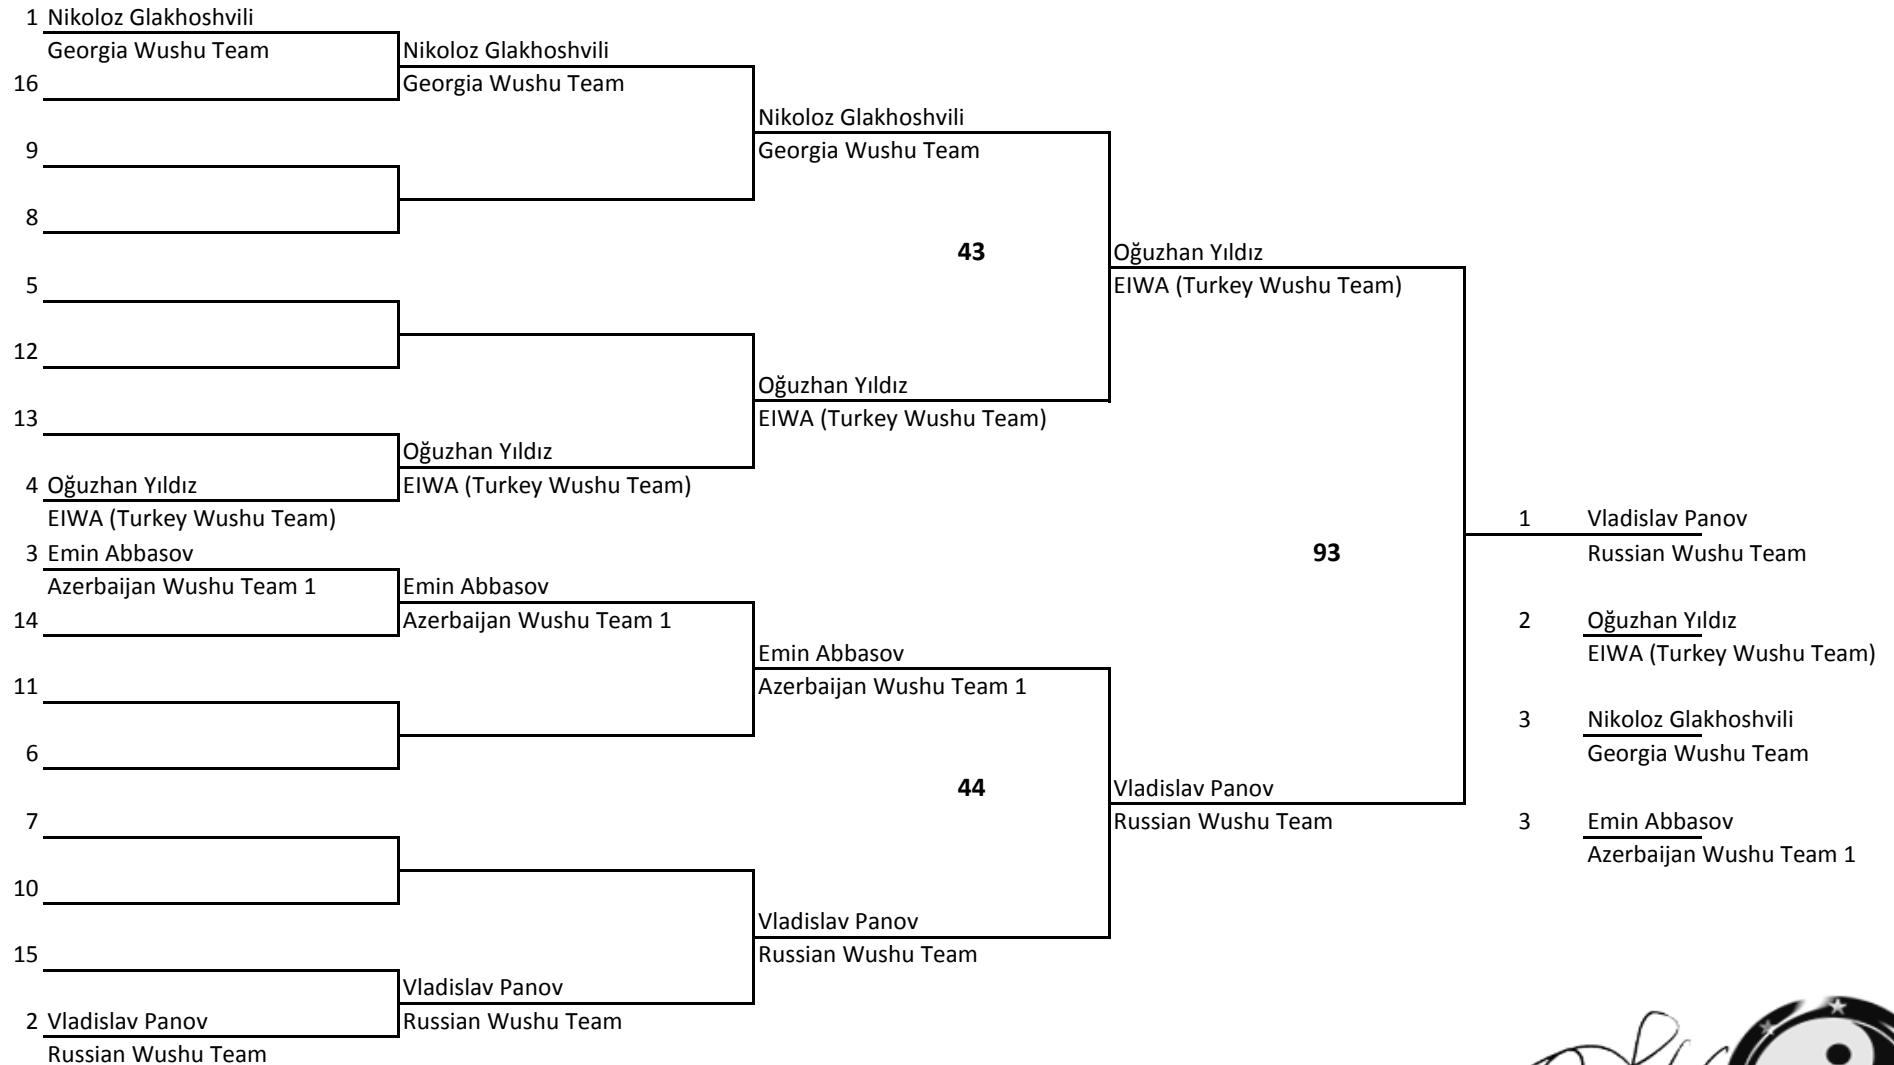 1 Nikoloz Glakhoshvili
Georgia Wushu Team
Nikoloz Glakhoshvili
16
Georgia Wushu Team
Nikoloz Glakhoshvili
9
Georgia Wushu Team
8
43
Oğuzhan Yıldız
5
EIWA (Turkey Wushu Team)
12
Oğuzhan Yıldız
13
EIWA (Turkey Wushu Team)
Oğuzhan Yıldız
4 Oğuzhan Yıldız
EIWA (Turkey Wushu Team)
EIWA (Turkey Wushu Team)
1 Vladislav Panov
3 Emin Abbasov
93
Russian Wushu Team
Azerbaijan Wushu Team 1
Emin Abbasov
14
Azerbaijan Wushu Team 1
2 Oğuzhan Yıldız
Emin Abbasov
EIWA (Turkey Wushu Team)
11
Azerbaijan Wushu Team 1
3 Nikoloz Glakhoshvili
6
Georgia Wushu Team
44
Vladislav Panov
7
Russian Wushu Team
3 Emin Abbasov
Azerbaijan Wushu Team 1
10
Vladislav Panov
15
Russian Wushu Team
Vladislav Panov
2 Vladislav Panov
Russian Wushu Team
Russian Wushu Team